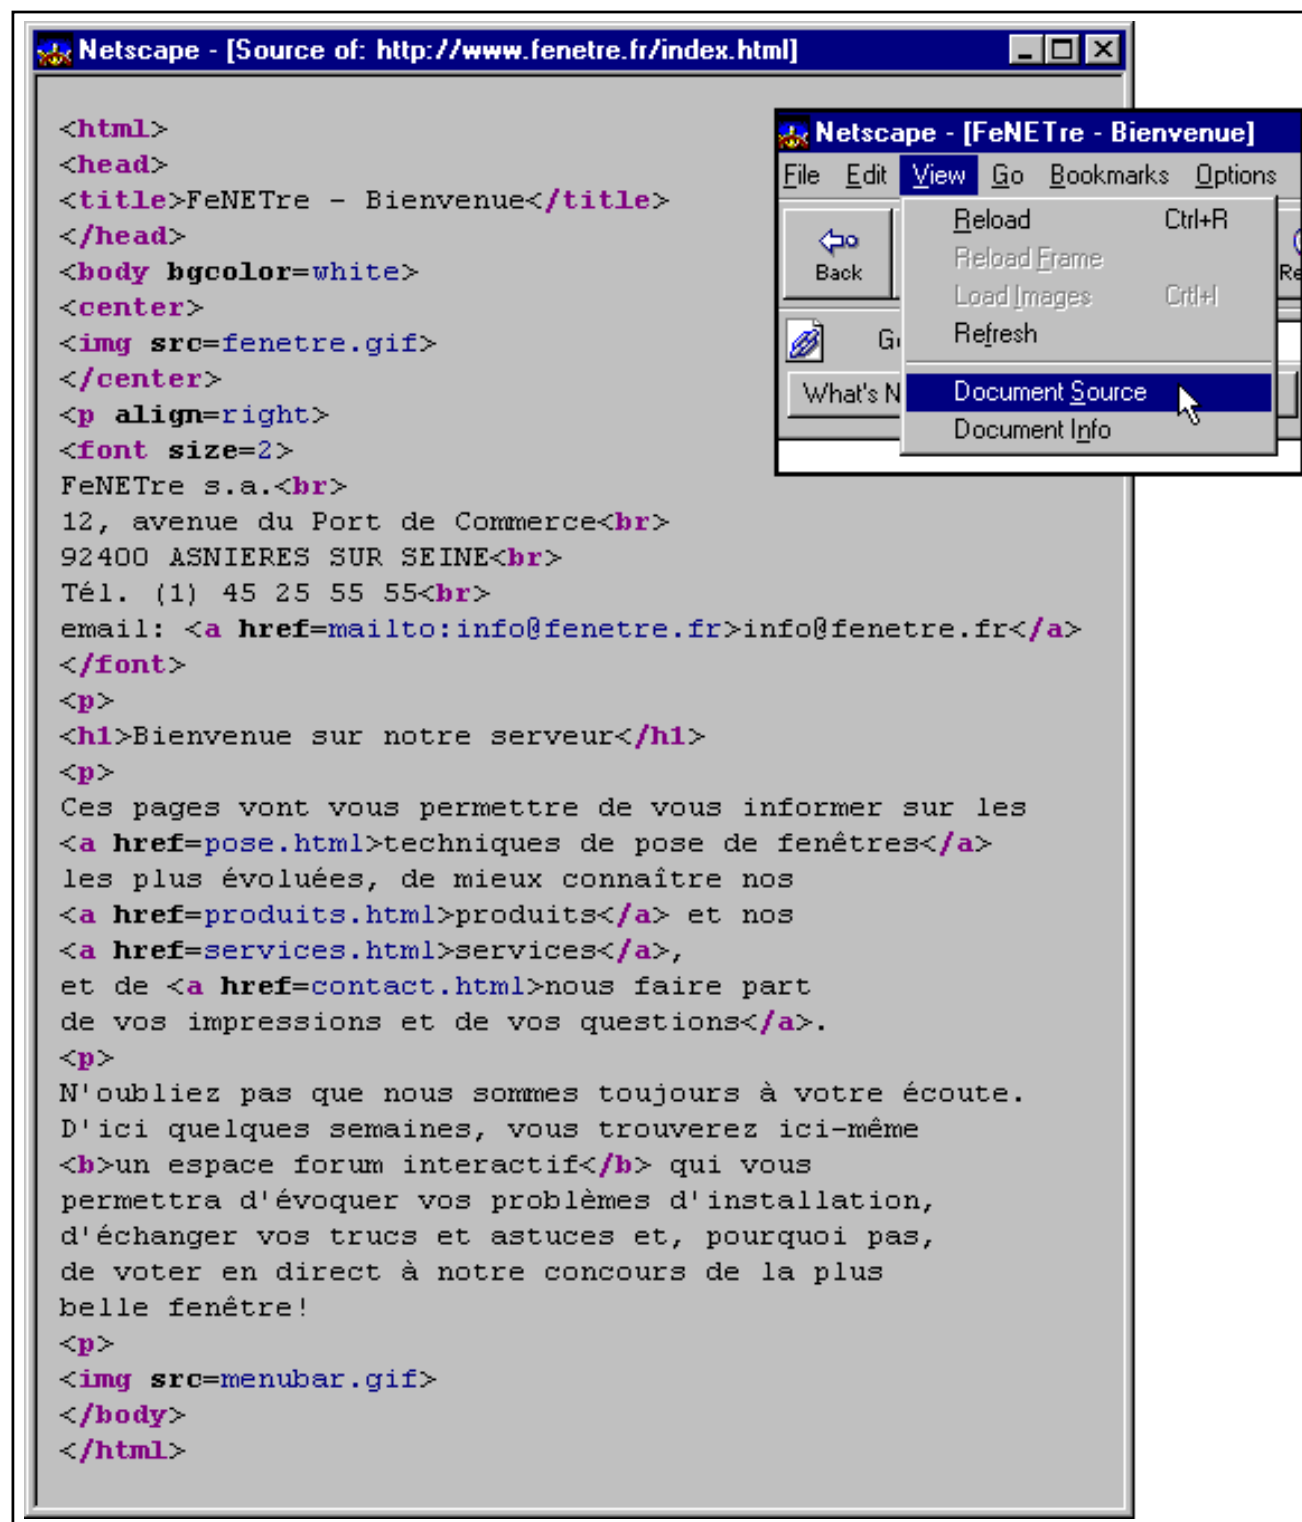 Netscape - [Source of: http://www.fenetre.fr/index.html]
<html>
<head>
<title>FeNETre - Bienvenue</title>
</head>
<body bgcolor=white>
<center>
<img src=fenetre.gif>
</center>
<p align=right>
<font size=2>
FeNETre s.a.<br>
12, avenue du Port de Commerce<br>
92400 ASNIERES SUR SEINE<br>
Tél. (1) 45 25 55 55<br>
email: <a href=mailto:info@fenetre.fr>info@fenetre.fr</a>
</font>
<p>
<h1>Bienvenue sur notre serveur</h1>
<p>
Ces pages vont vous permettre de vous informer sur les
<a href=pose.html>techniques de pose de fenêtres</a>
les plus évoluées, de mieux connaître nos
<a href=produits.html>produits</a> et nos
<a href=services.html>services</a>,
et de <a href=contact.html>nous faire part
de vos impressions et de vos questions</a>.
<p>
N'oubliez pas que nous sommes toujours à votre écoute.
D'ici quelques semaines, vous trouverez ici-même
<b>un espace forum interactif</b> qui vous
permettra d'évoquer vos problèmes d'installation,
d'échanger vos trucs et astuces et, pourquoi pas,
de voter en direct à notre concours de la plus
belle fenêtre!
<p>
<img src=menubar.gif>
</body>
</html>
Netscape - [FeNETre - Bienvenue]
File Edit View Go Bookmarks Options
Back
Reload Ctrl+R
Reload Frame
Load Images Crtl+I
Refresh
Document Source
Document Info
What's N